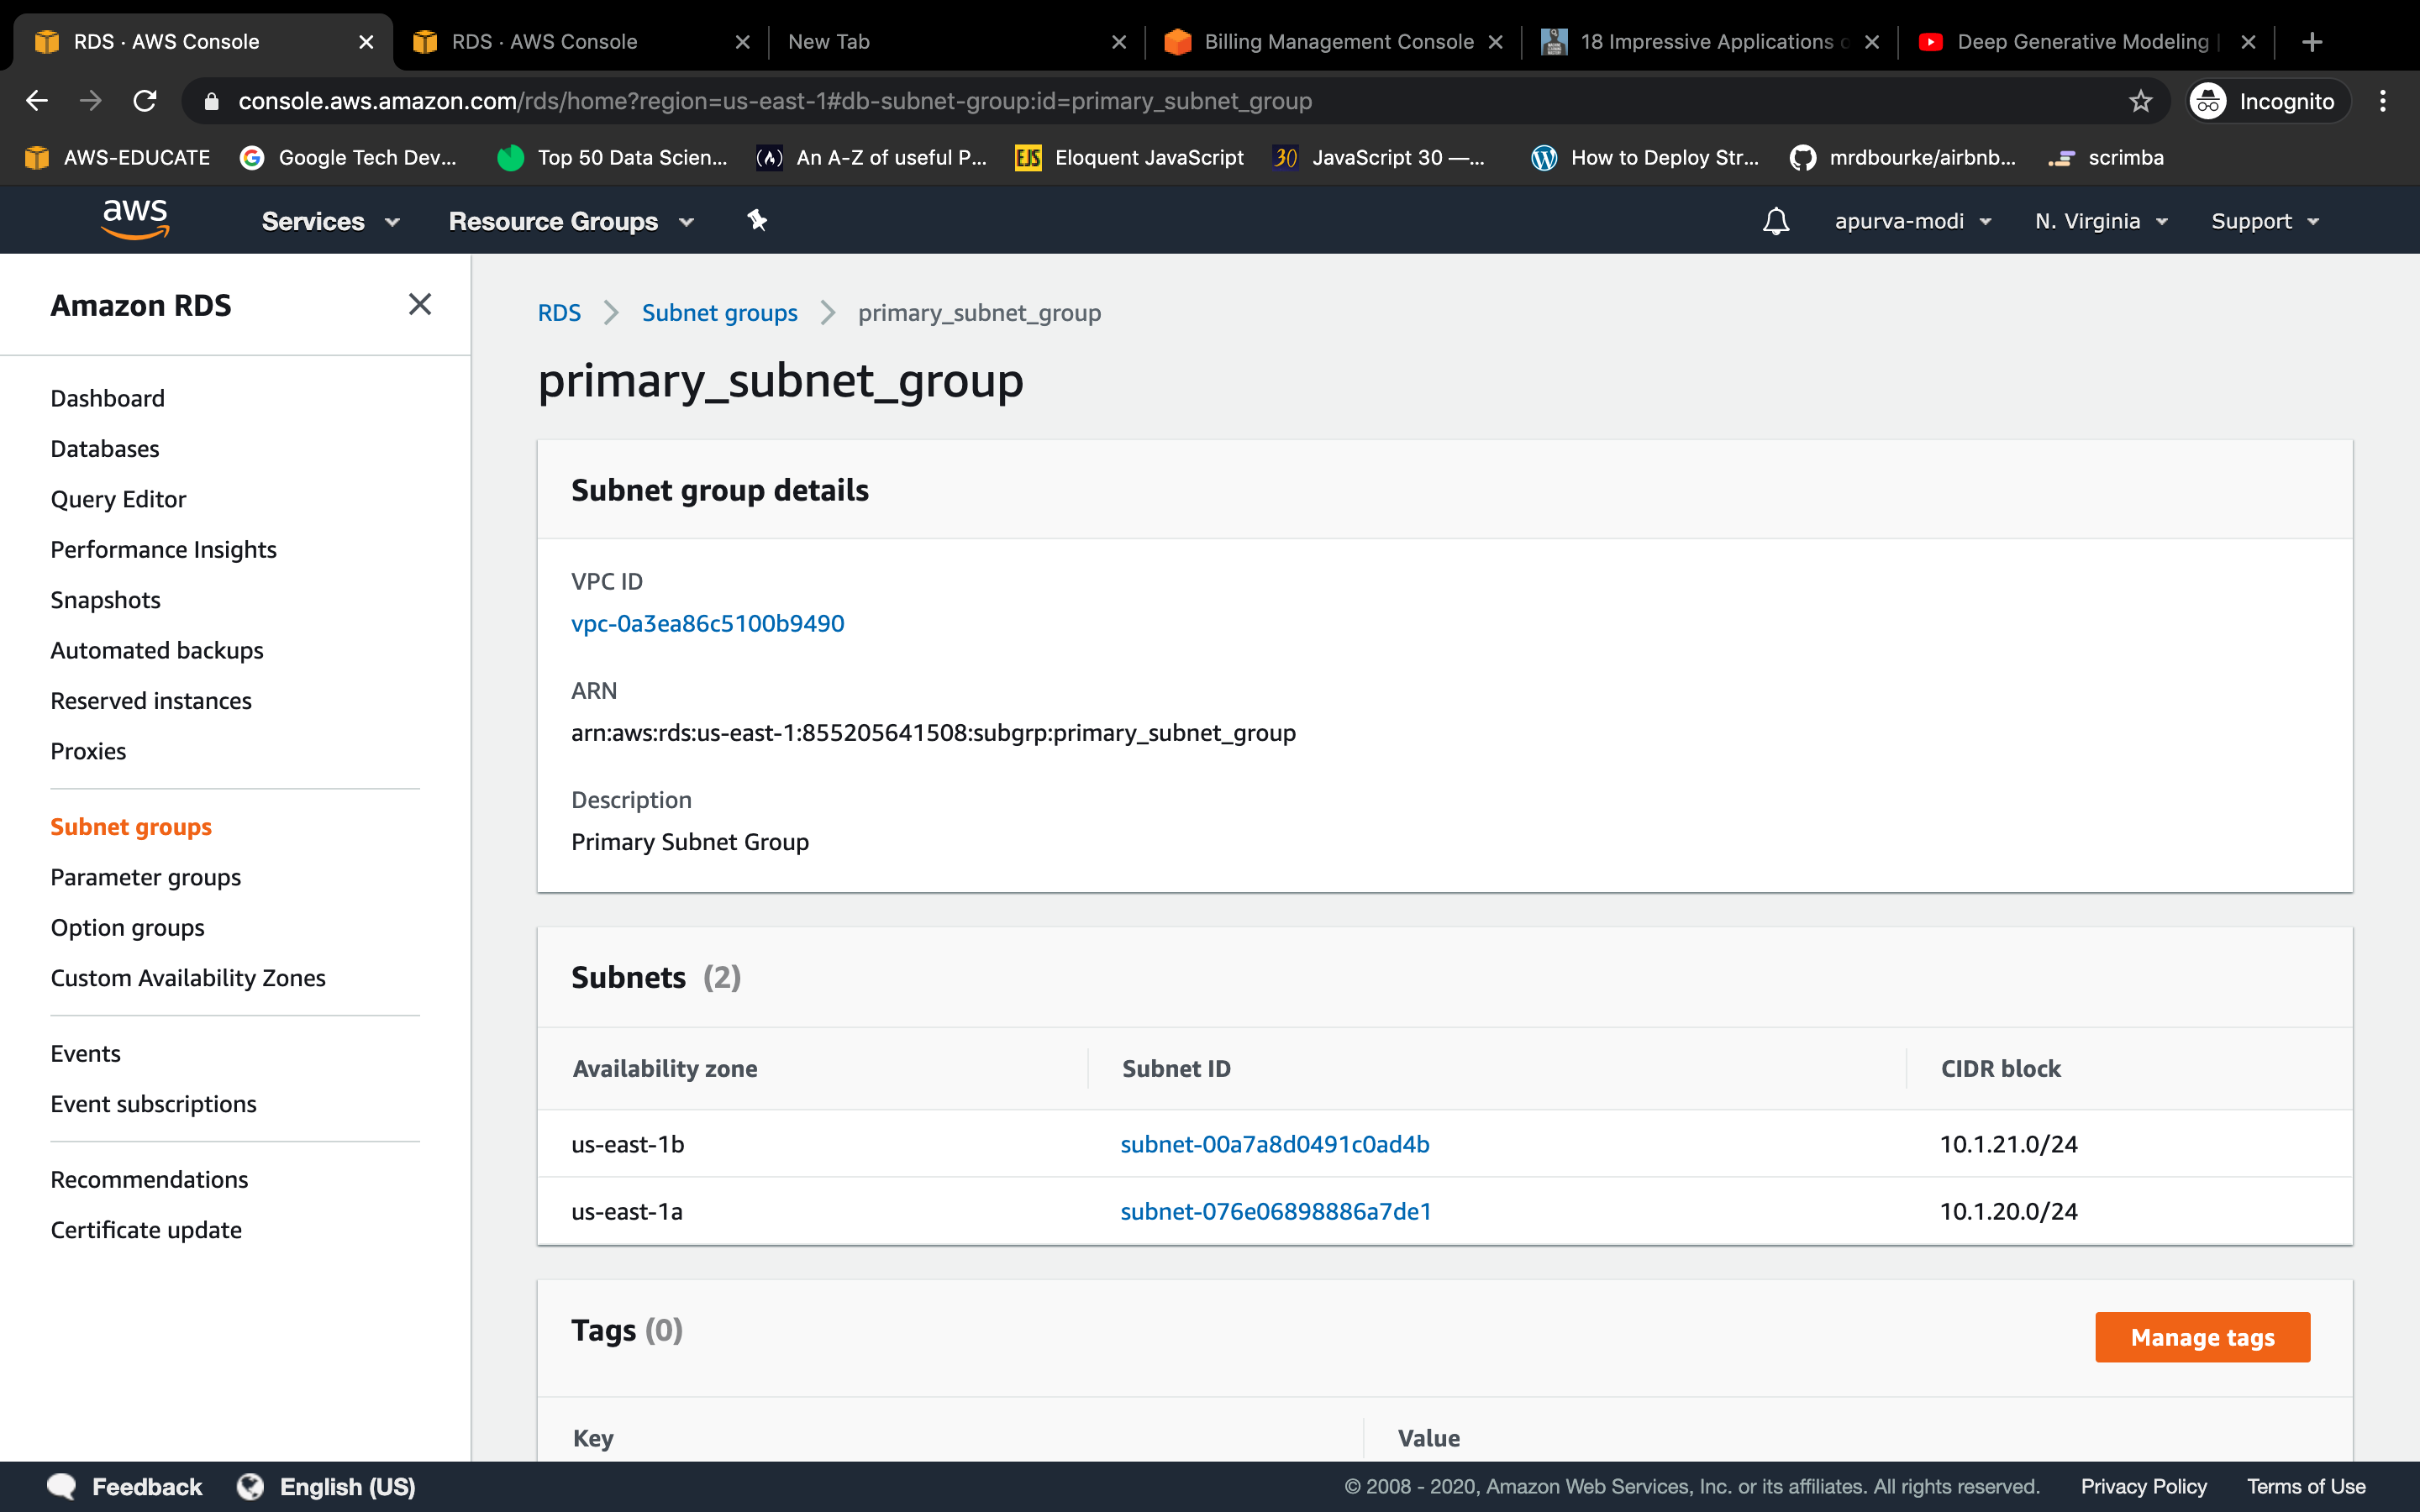 RDS · AWS Console
RDS · AWS Console
New Tab
Billing Management Console
18 Impressive Applications o
Deep Generative Modeling |
console.aws.amazon.com/rds/home?region=us-east-1#db-subnet-group:id=primary_subnet_group
Incognito
AWS-EDUCATE
Google Tech Dev...
Top 50 Data Scien...
An A-Z of useful P...
EJS
Eloquent JavaScript
30
JavaScript 30 —...
How to Deploy Str...
mrdbourke/airbnb...
scrimba
aws
Services
Resource Groups
apurva-modi
N. Virginia
Support
Amazon RDS
Dashboard
Databases
Query Editor
Performance Insights
Snapshots
Automated backups
Reserved instances
Proxies
Subnet groups
Parameter groups
Option groups
Custom Availability Zones
Events
Event subscriptions
Recommendations
Certificate update
RDS > Subnet groups > primary_subnet_group
primary_subnet_group
Subnet group details
VPC ID
vpc-0a3ea86c5100b9490
ARN
arn:aws:rds:us-east-1:855205641508:subgrp:primary_subnet_group
Description
Primary Subnet Group
Subnets (2)
Availability zone Subnet ID CIDR block
us-east-1b subnet-00a7a8d0491c0ad4b 10.1.21.0/24
us-east-1a subnet-076e06898886a7de1 10.1.20.0/24
Tags (0)
Manage tags
Key Value
Feedback
English (US)
© 2008 - 2020, Amazon Web Services, Inc. or its affiliates. All rights reserved.
Privacy Policy
Terms of Use